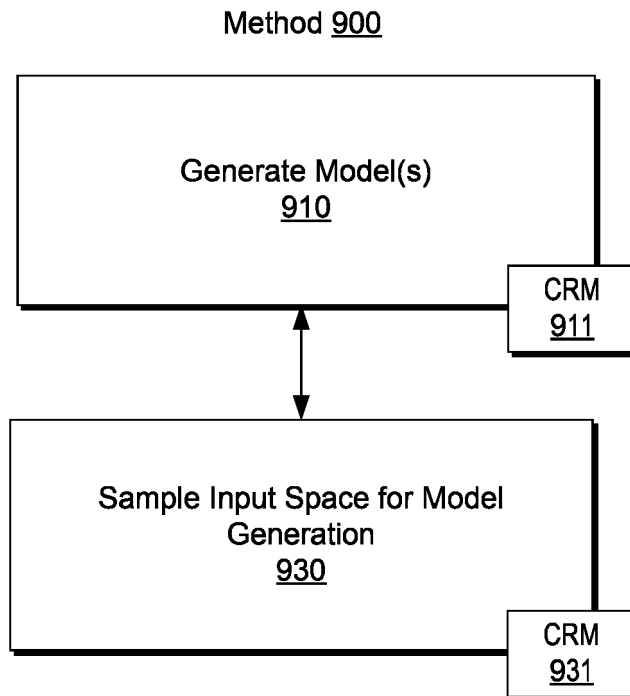 Method 900
Generate Model(s)
910
CRM
911
Sample Input Space for Model
Generation
930
CRM
931